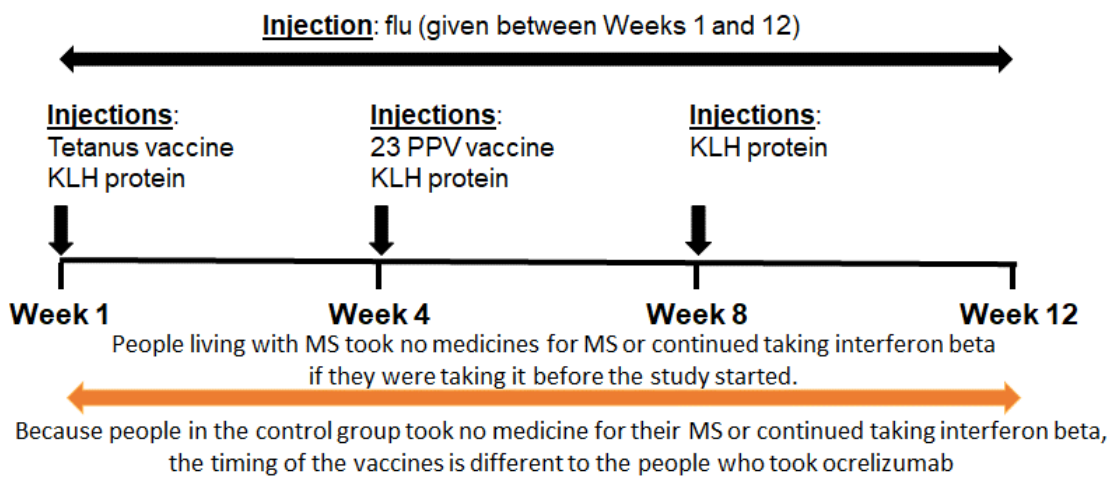 Injection: flu (given between Weeks 1 and 12)
Injections:
Tetanus vaccine
KLH protein
Injections:
23 PPV vaccine
KLH protein
Injections:
KLH protein
Week 1
Week 4
Week 8
Week 12
People living with MS took no medicines for MS or continued taking interferon beta
if they were taking it before the study started.
Because people in the control group took no medicine for their MS or continued taking interferon beta,
the timing of the vaccines is different to the people who took ocrelizumab